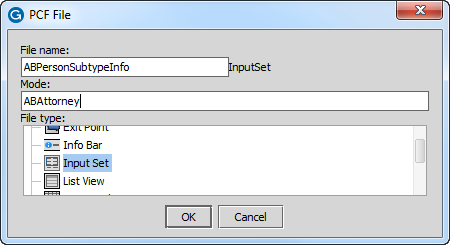 PCF File
File name:
ABPersonSubtypeInfo InputSet
Mode:
ABAttorney
File type:
Exit Point
Info Bar
Input Set
List View
OK Cancel